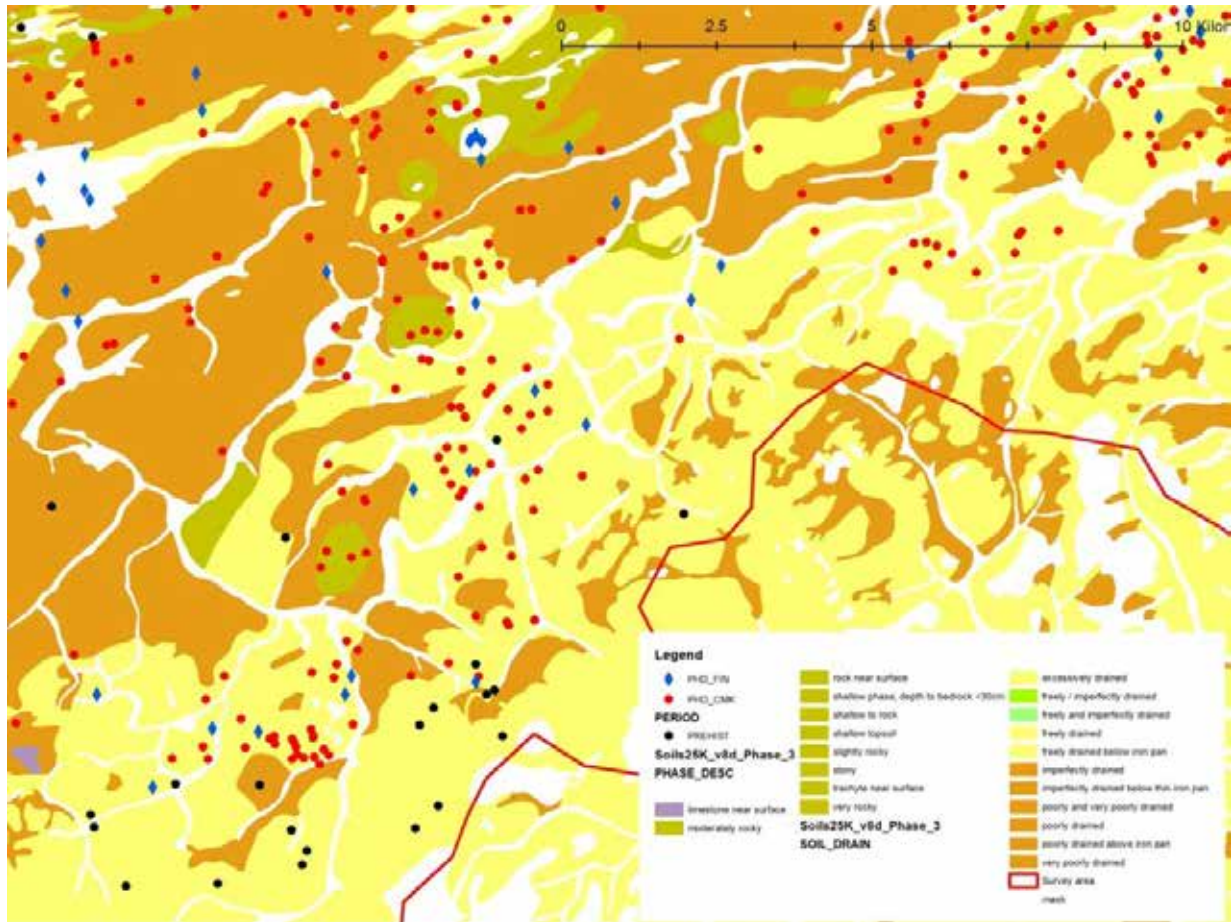 0 2.5 5 10 Kilom
Legend
PHD_FIN
PHD_CMK
PERIOD
PREHIST
Soils25K_v8d_Phase_3
PHASE_DESC
limestone near surface
moderately rocky
rock near surface
shallow phase, depth to bedrock <30cm
shallow to rock
shallow topsoil
slightly rocky
stony
trachyte near surface
very rocky
Soils25K_v8d_Phase_3
SOIL_DRAIN
excessively drained
freely / imperfectly drained
freely and imperfectly drained
freely drained
freely drained below iron pan
imperfectly drained
imperfectly drained below thin iron pan
poorly and very poorly drained
poorly drained
poorly drained above iron pan
very poorly drained
Survey area
mask